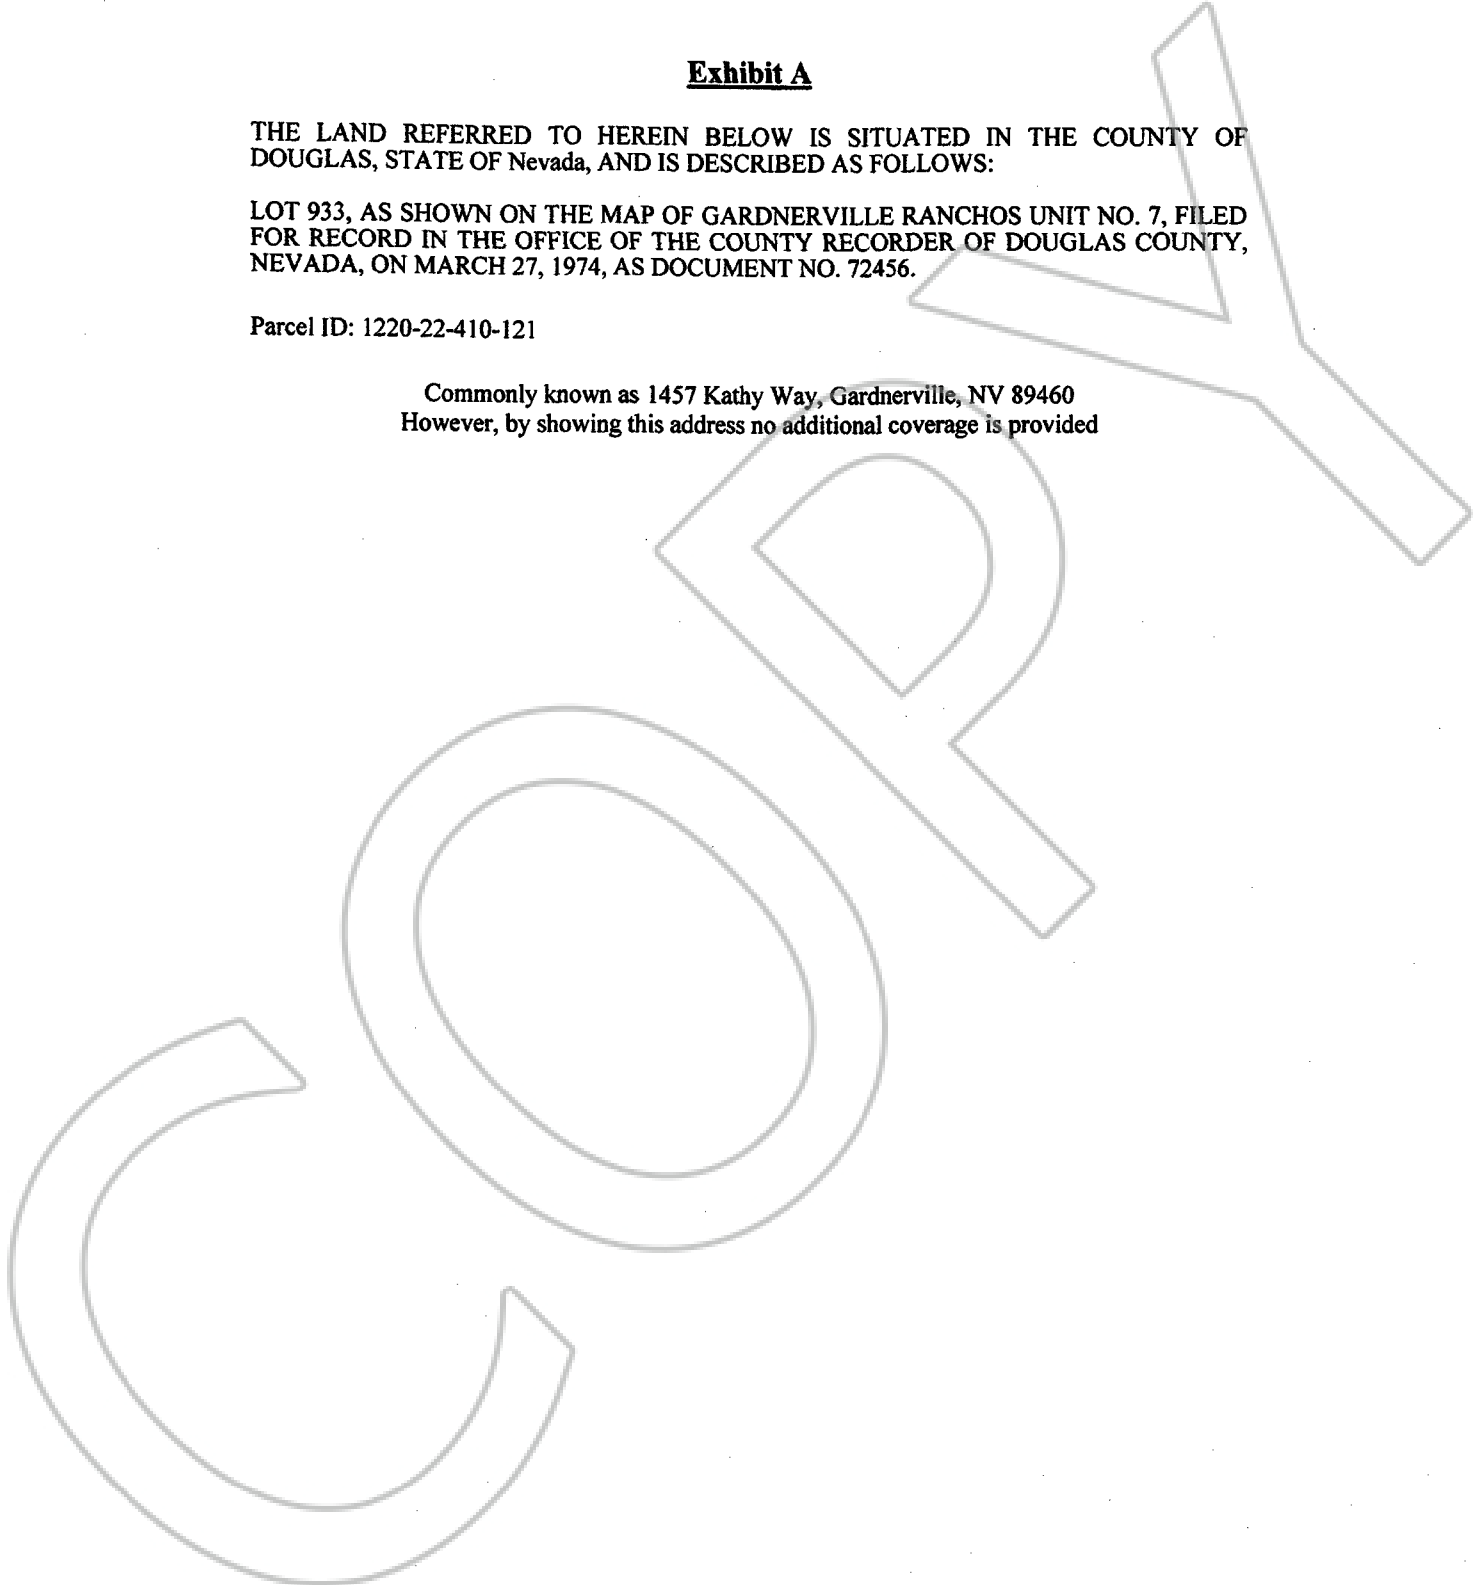 Exhibit A
THE LAND REFERRED TO HEREIN BELOW IS SITUATED IN THE COUNTY OF
DOUGLAS, STATE OF Nevada, AND IS DESCRIBED AS FOLLOWS:
LOT 933, AS SHOWN ON THE MAP OF GARDNERVILLE RANCHOS UNIT NO. 7, FILED
FOR RECORD IN THE OFFICE OF THE COUNTY RECORDER OF DOUGLAS COUNTY,
NEVADA, ON MARCH 27, 1974, AS DOCUMENT NO. 72456.
Parcel ID: 1220-22-410-121
Commonly known as 1457 Kathy Way, Gardnerville, NV 89460
However, by showing this address no additional coverage is provided
COPY